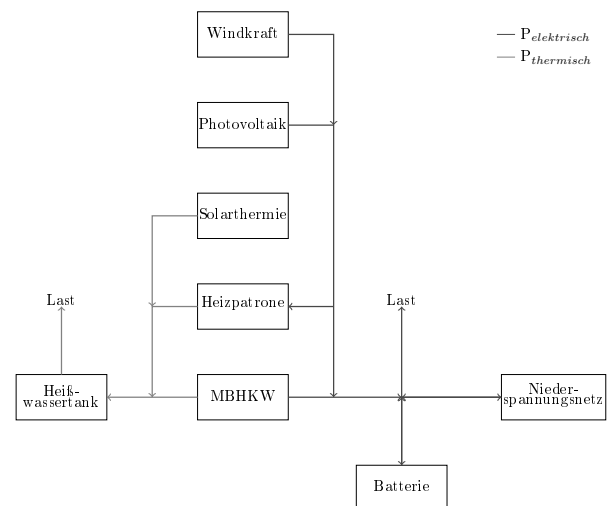 Windkraft
P_elektrisch
P_thermisch
Photovoltaik
Solarthermie
Heizpatrone
Last
Last
Heiß-
wassertank
MBHKW
Nieder-
spannungsnetz
Batterie